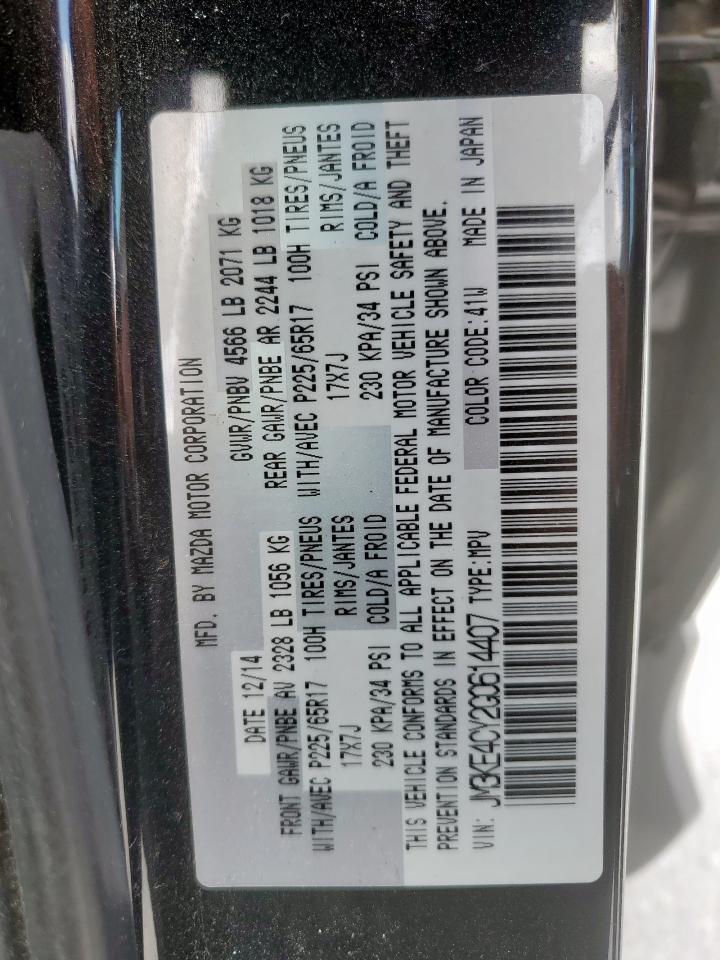 MFD. BY MAZDA MOTOR CORPORATION
DATE 12/14 GVWR/PNBV 4566 LB 2071 KG
FRONT GAWR/PNBE AV 2328 LB 1056 KG REAR GAWR/PNBE AR 2244 LB 1018 KG
WITH/AVEC P225/65R17 100H TIRES/PNEUS WITH/AVEC P225/65R17 100H TIRES/PNEUS
17X7J RIMS/JANTES 17X7J RIMS/JANTES
230 KPA/34 PSI COLD/A FROID 230 KPA/34 PSI COLD/A FROID
THIS VEHICLE CONFORMS TO ALL APPLICABLE FEDERAL MOTOR VEHICLE SAFETY AND THEFT
PREVENTION STANDARDS IN EFFECT ON THE DATE OF MANUFACTURE SHOWN ABOVE.
VIN: JM3KE4CY2G0614407 TYPE:MPV COLOR CODE:41W MADE IN JAPAN